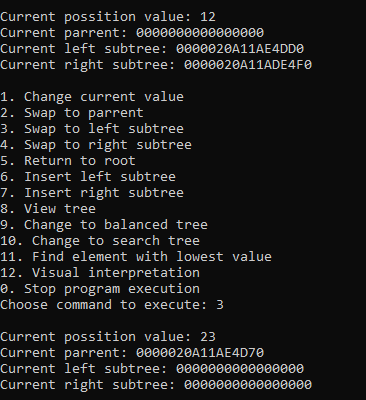 Current possition value: 12
Current parrent: 0000000000000000
Current left subtree: 0000020A11AE4DD0
Current right subtree: 0000020A11ADE4F0
1. Change current value
2. Swap to parrent
3. Swap to left subtree
4. Swap to right subtree
5. Return to root
6. Insert left subtree
7. Insert right subtree
8. View tree
9. Change to balanced tree
10. Change to search tree
11. Find element with lowest value
12. Visual interpretation
0. Stop program execution
Choose command to execute: 3
Current possition value: 23
Current parrent: 0000020A11AE4D70
Current left subtree: 0000000000000000
Current right subtree: 0000000000000000